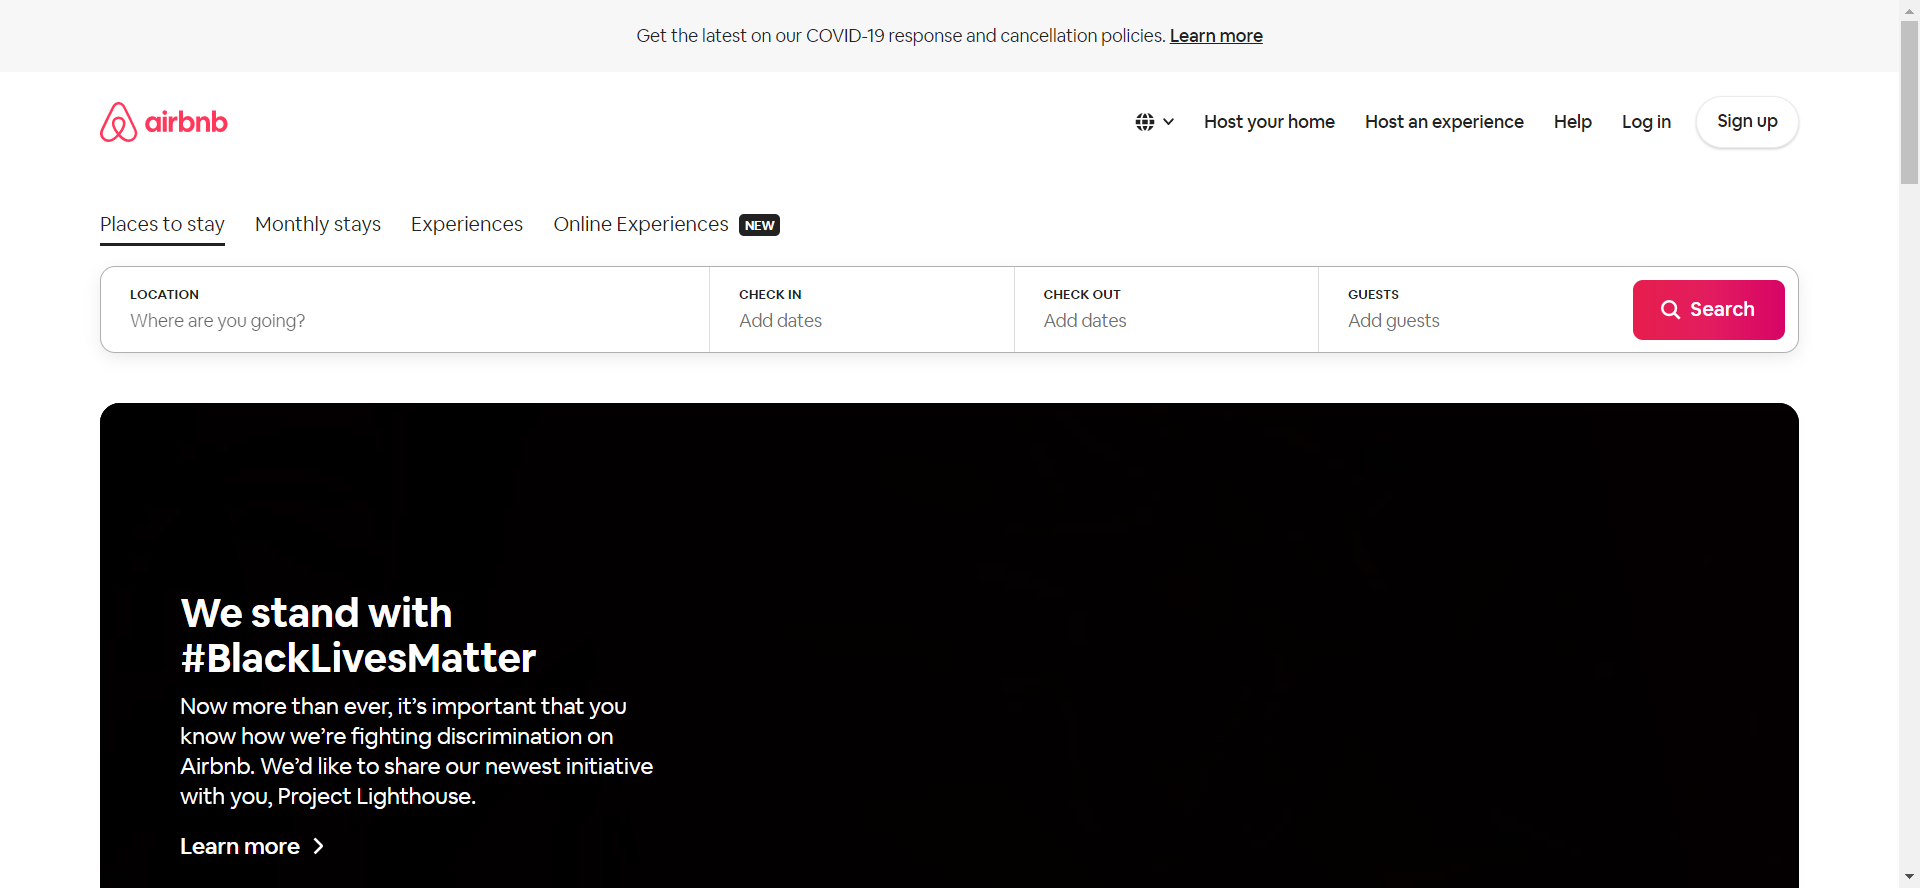 Get the latest on our COVID-19 response and cancellation policies. Learn more
airbnb
Host your home
Host an experience
Help
Log in
Sign up
Places to stay
Monthly stays
Experiences
Online Experiences NEW
LOCATION
Where are you going?
CHECK IN
Add dates
CHECK OUT
Add dates
GUESTS
Add guests
Search
We stand with
#BlackLivesMatter
Now more than ever, it’s important that you
know how we’re fighting discrimination on
Airbnb. We’d like to share our newest initiative
with you, Project Lighthouse.
Learn more